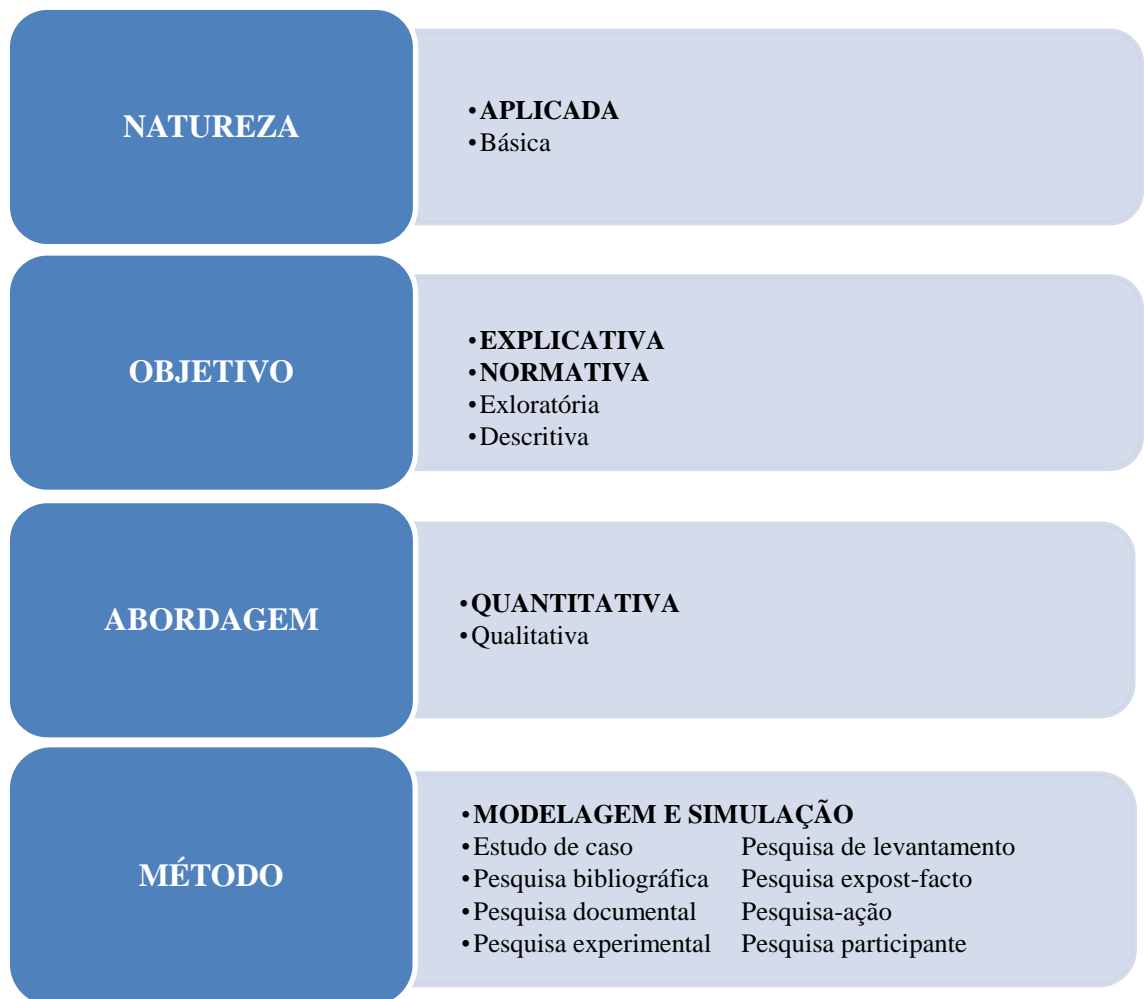 NATUREZA
•APLICADA
•Básica
OBJETIVO
•EXPLICATIVA
•NORMATIVA
•Exloratória
•Descritiva
ABORDAGEM
•QUANTITATIVA
•Qualitativa
MÉTODO
•MODELAGEM E SIMULAÇÃO
•Estudo de caso Pesquisa de levantamento
•Pesquisa bibliográfica Pesquisa expost-facto
•Pesquisa documental Pesquisa-ação
•Pesquisa experimental Pesquisa participante